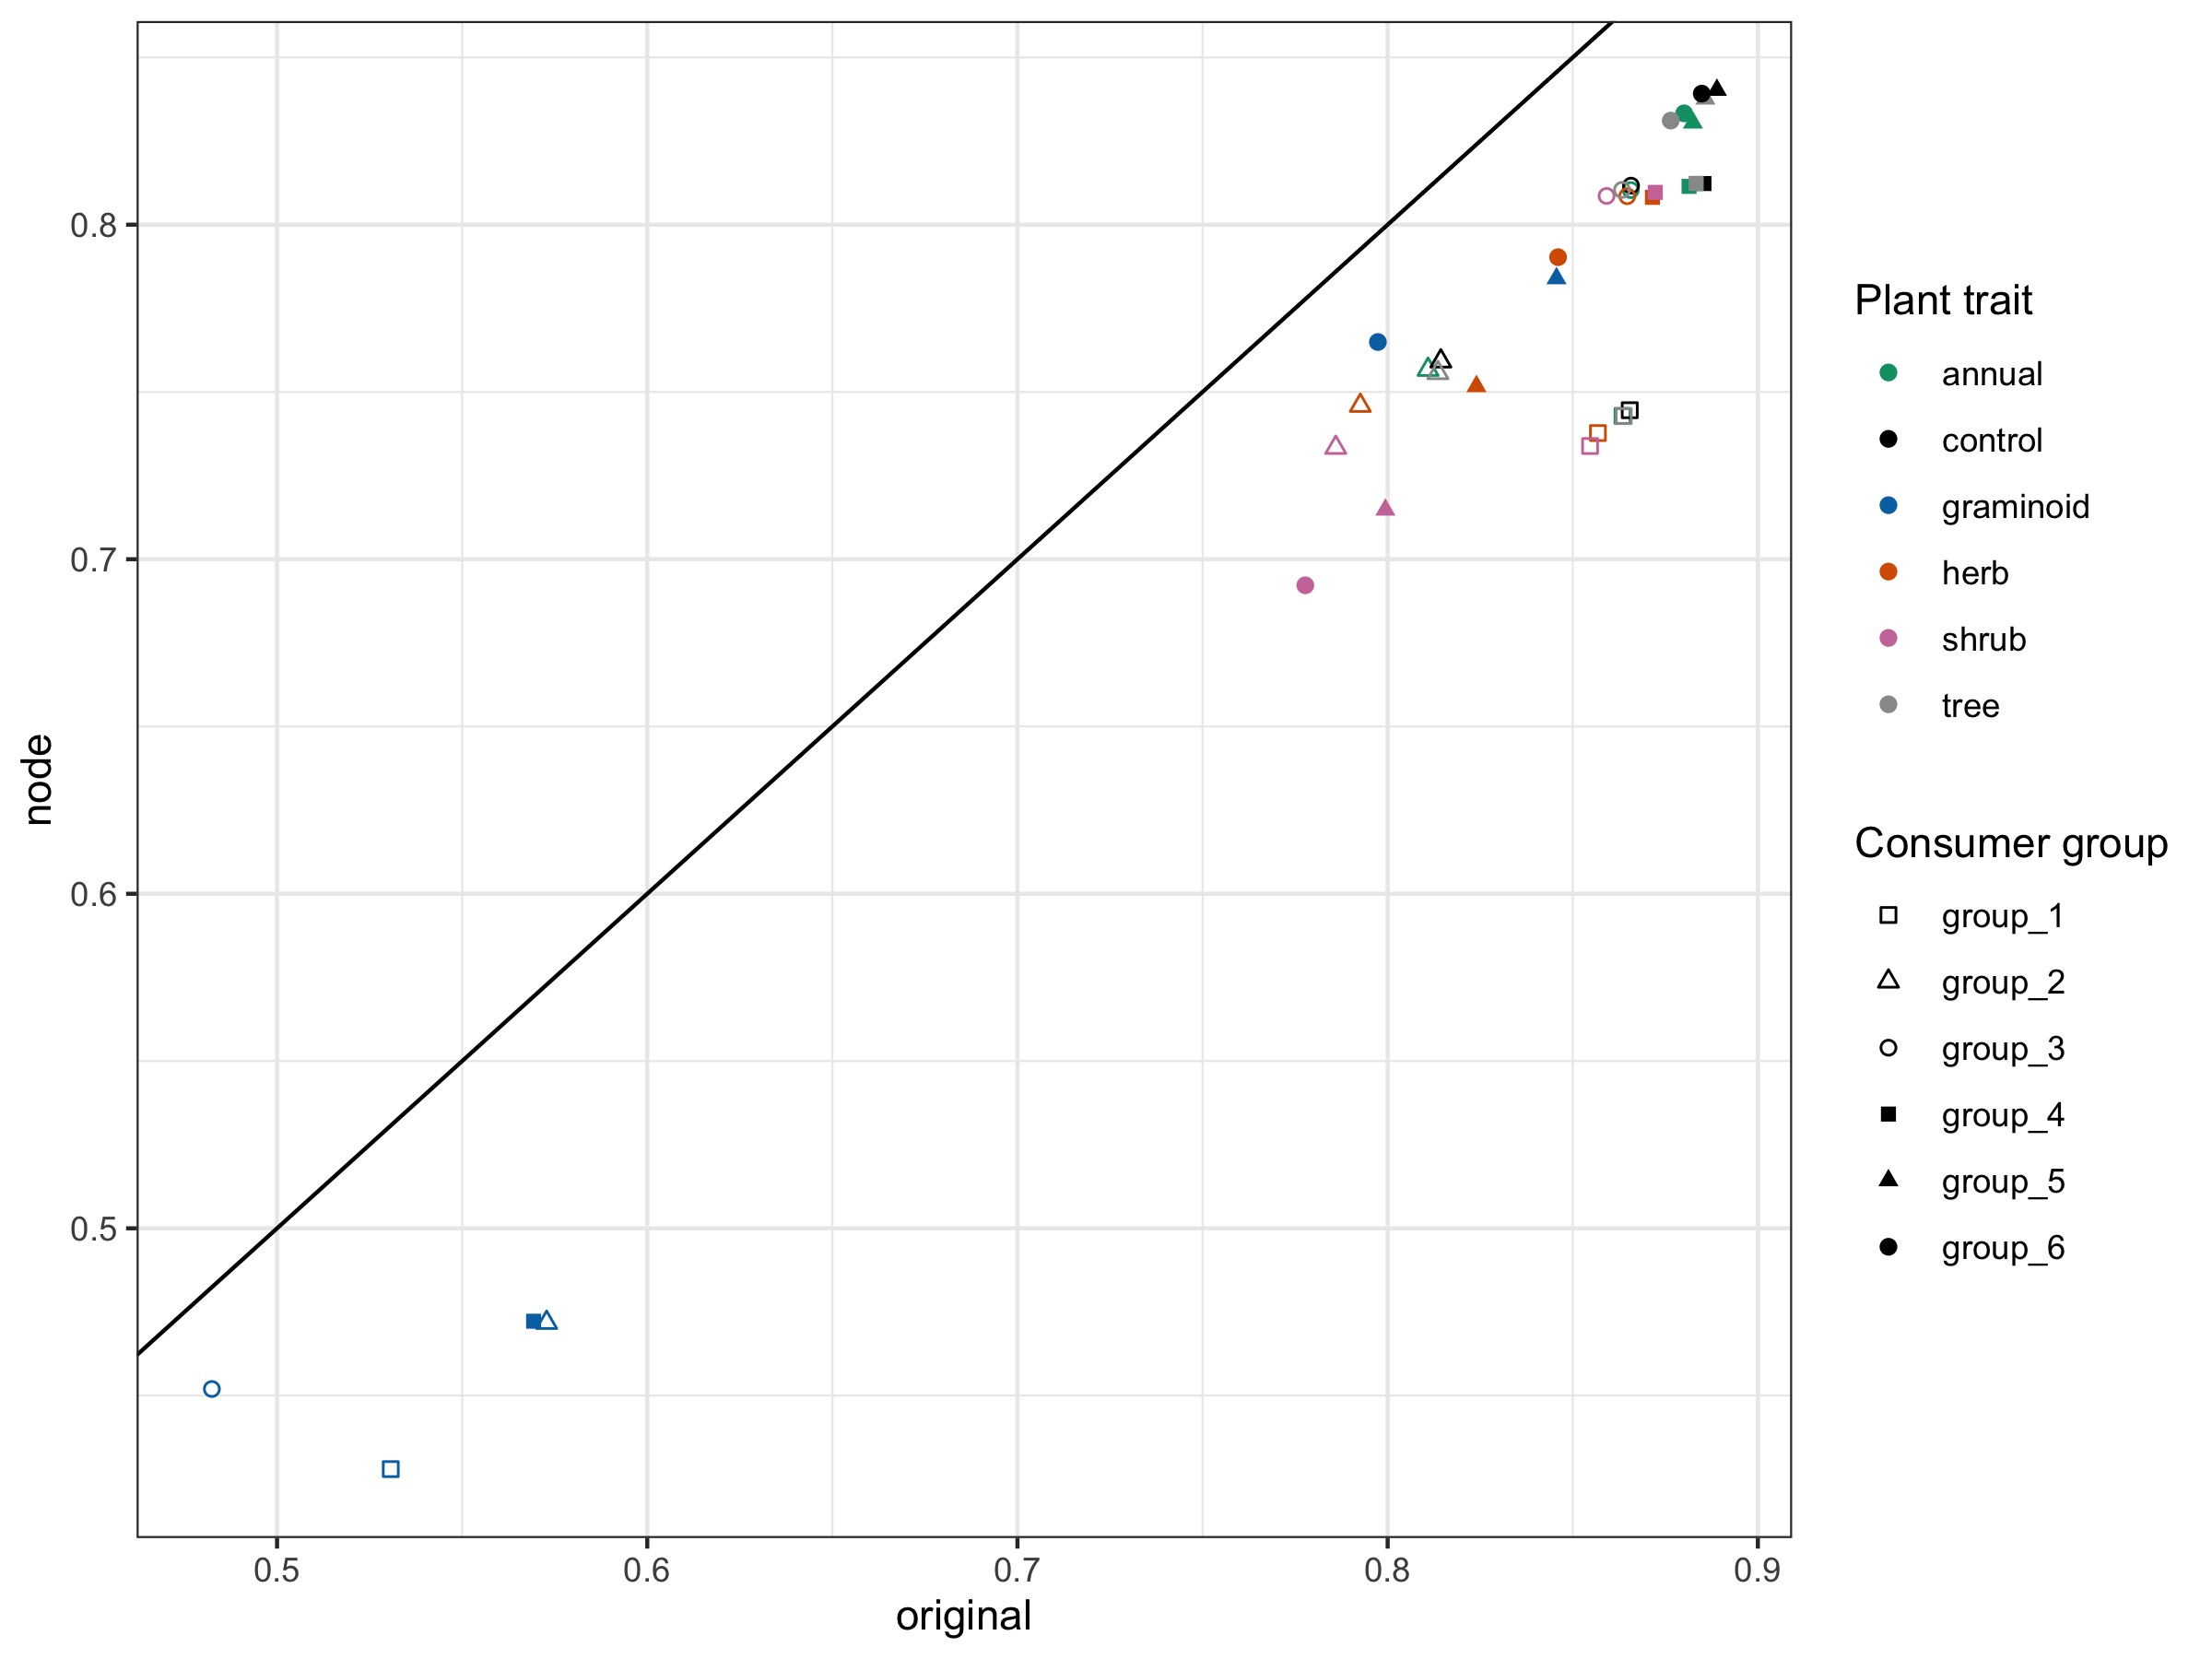 0.8
0.7
0.6
0.5
node
0.5
0.6
0.7
0.8
0.9
original
Plant trait
annual
control
graminoid
herb
shrub
tree
Consumer group
group_1
group_2
group_3
group_4
group_5
group_6